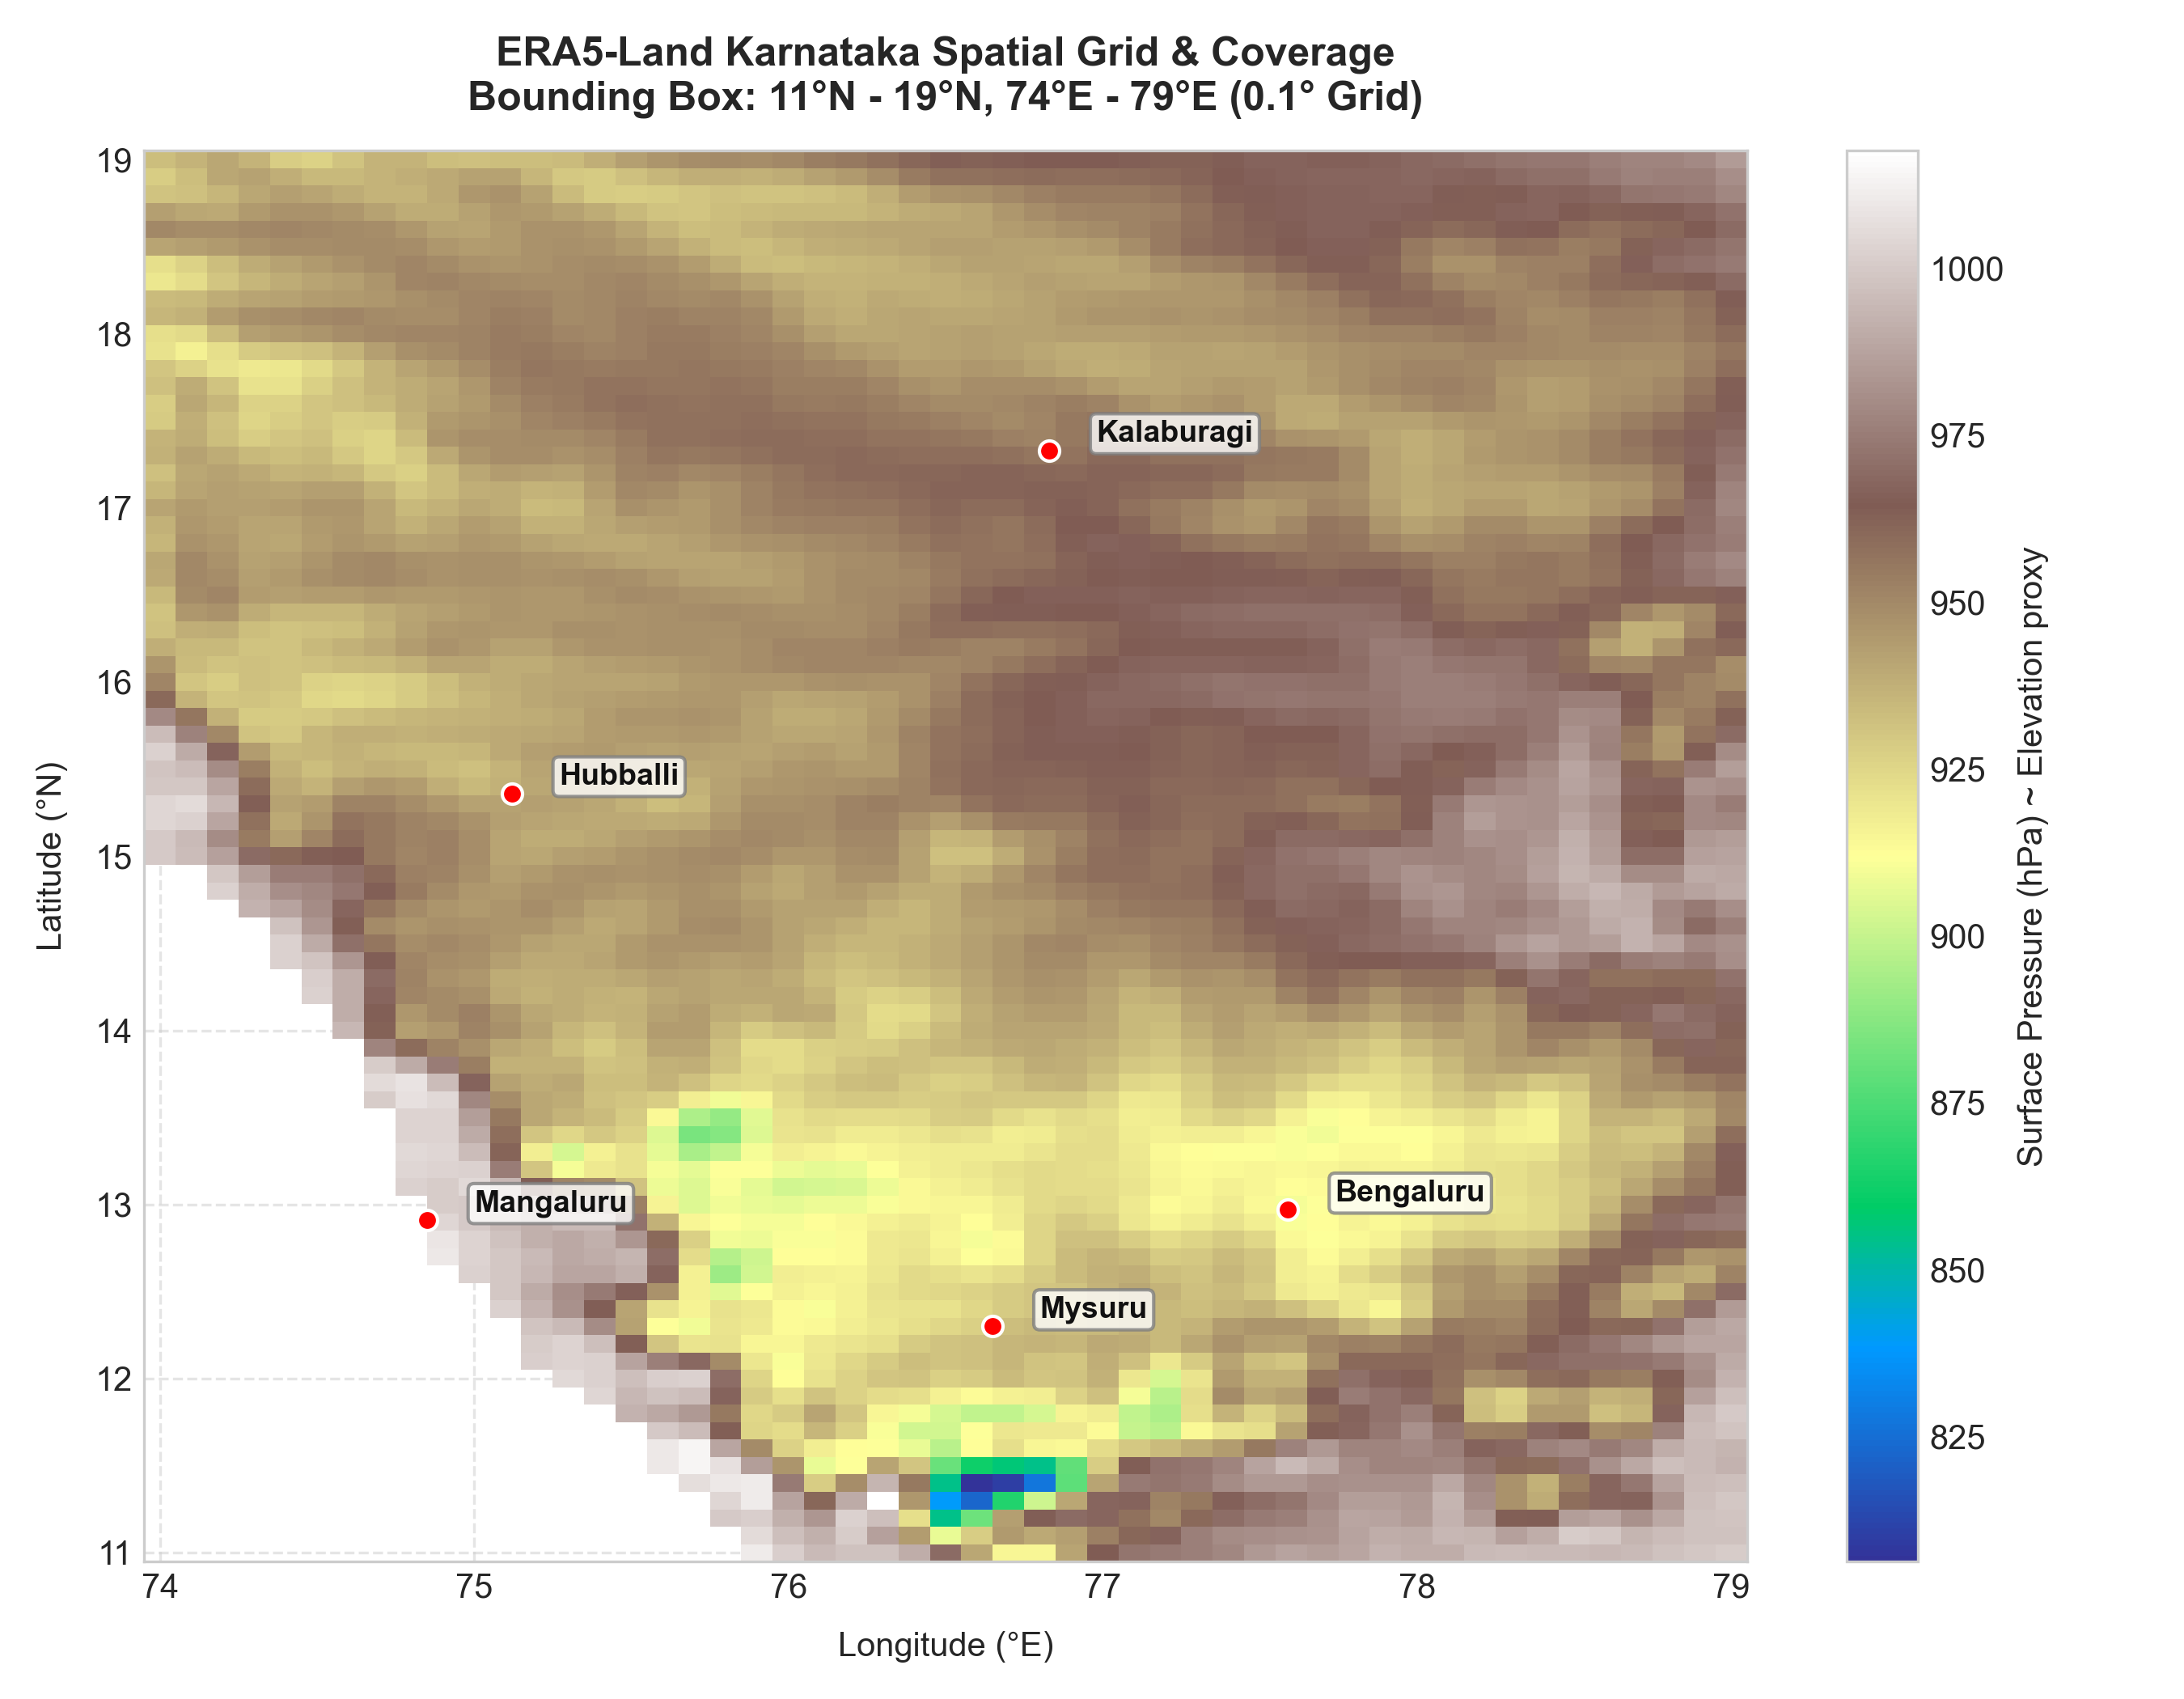 ERA5-Land Karnataka Spatial Grid & Coverage
Bounding Box: 11°N - 19°N, 74°E - 79°E (0.1° Grid)
19
18
17
16
15
14
13
12
11
Latitude (°N)
Kalaburagi
Hubballi
Mangaluru
Bengaluru
Mysuru
74
75
76
77
78
79
Longitude (°E)
1000
975
950
925
900
875
850
825
Surface Pressure (hPa) ~ Elevation proxy